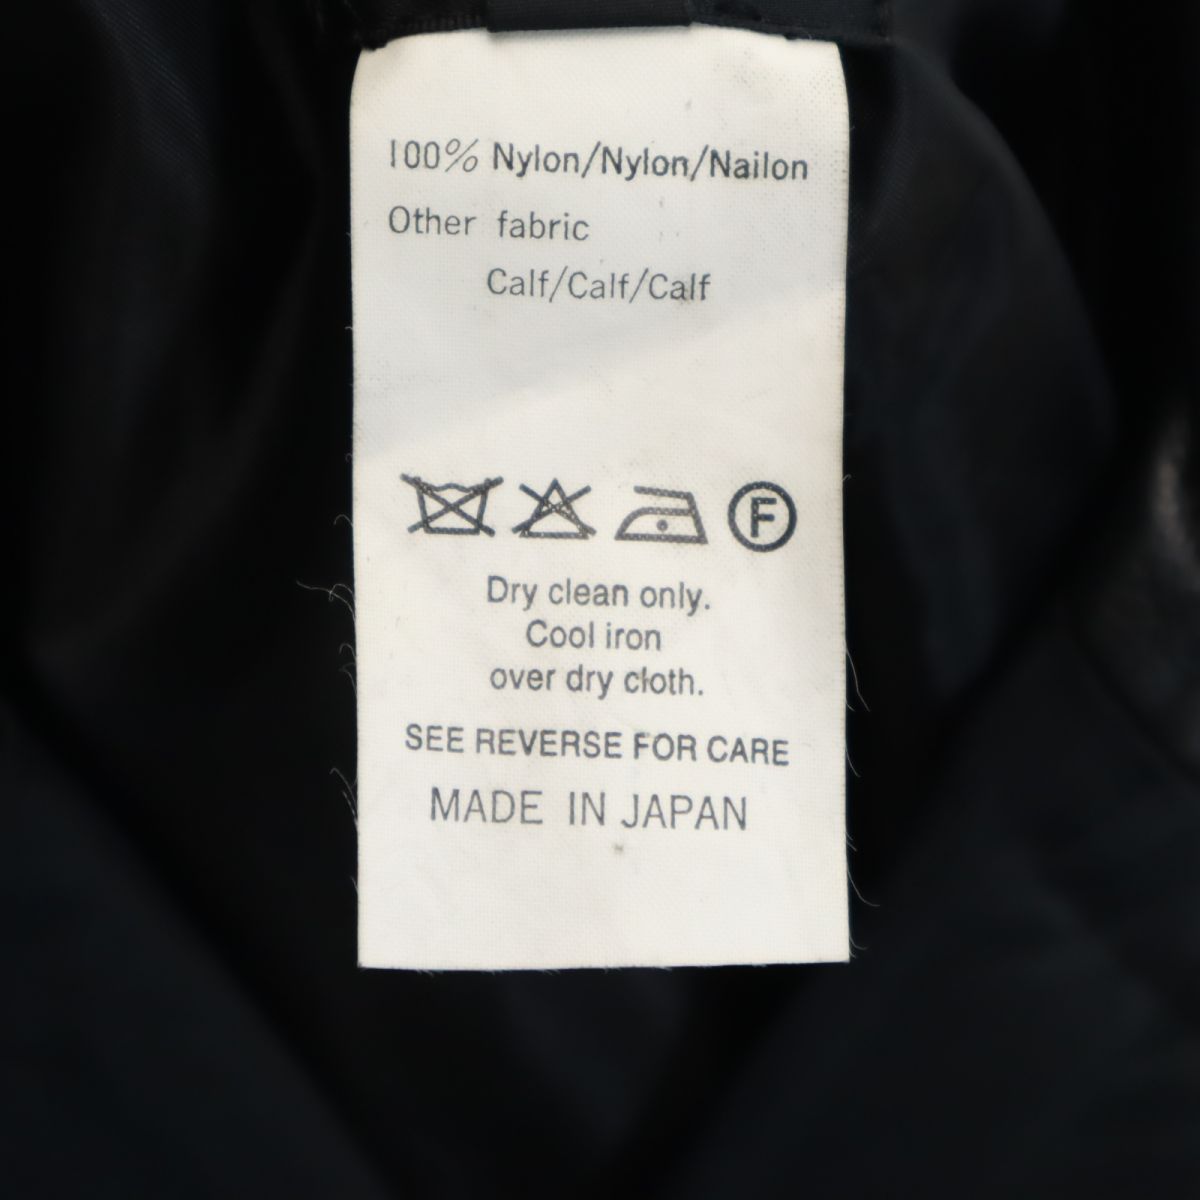 100% Nylon/Nylon/Nailon
Other fabric
Calf/Calf/Calf
F
Dry clean only.
Cool iron
over dry cloth.
SEE REVERSE FOR CARE
MADE IN JAPAN